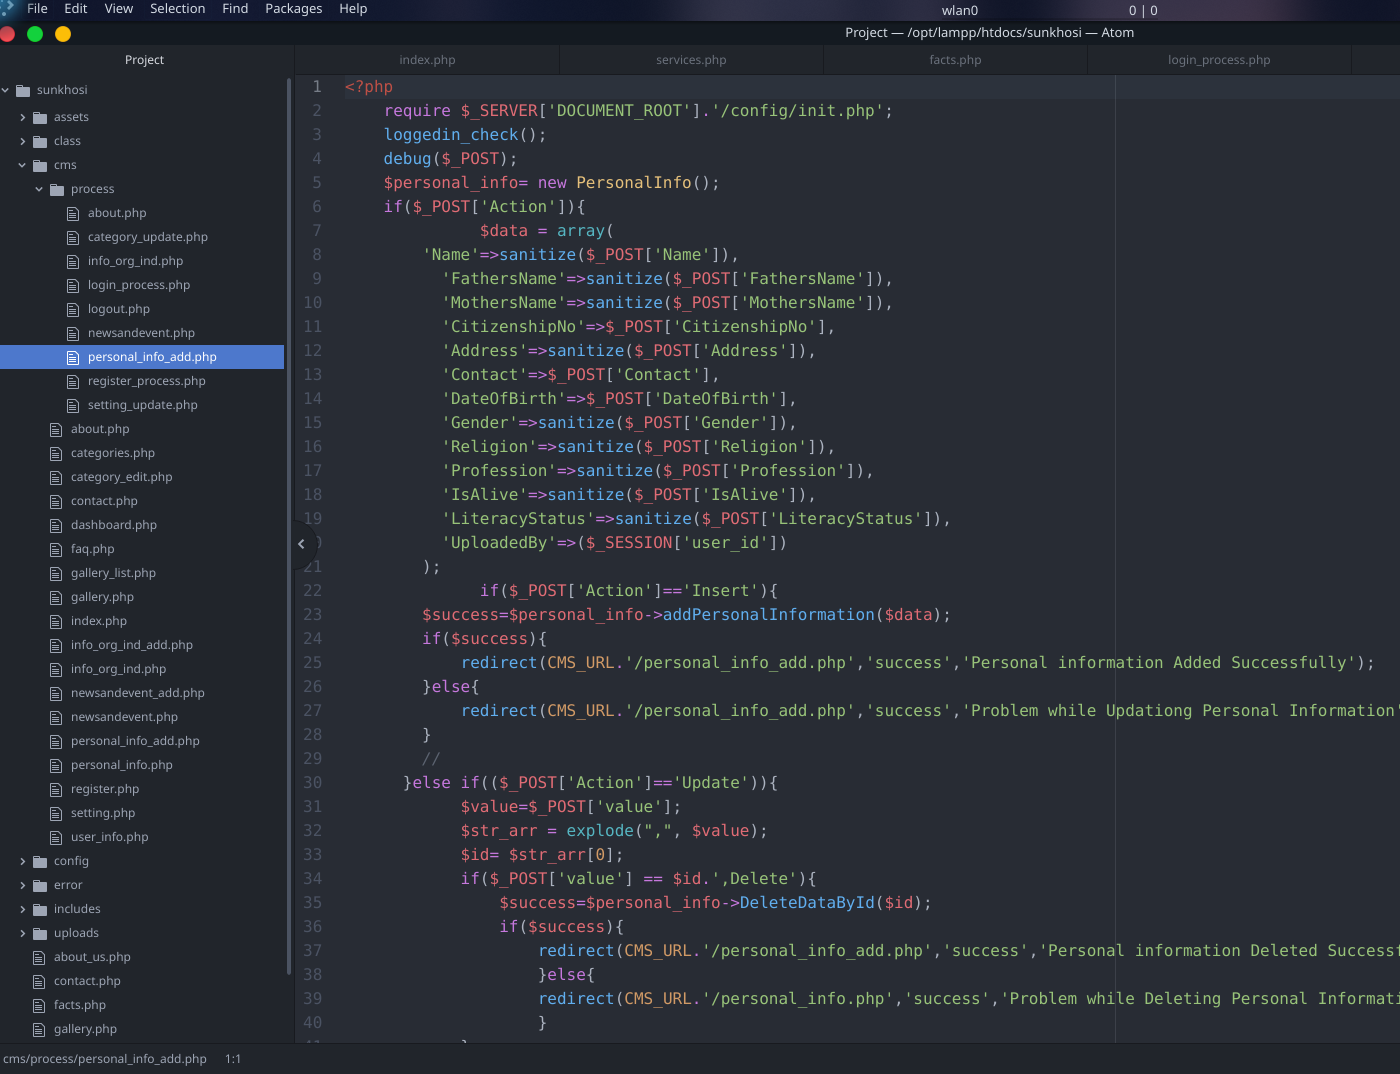 File Edit View Selection Find Packages Help
wlan0
0 | 0
Project — /opt/lampp/htdocs/sunkhosi — Atom
Project
index.php
services.php
facts.php
login_process.php
sunkhosi
assets
class
cms
process
about.php
category_update.php
info_org_ind.php
login_process.php
logout.php
newsandevent.php
personal_info_add.php
register_process.php
setting_update.php
about.php
categories.php
category_edit.php
contact.php
dashboard.php
faq.php
gallery_list.php
gallery.php
index.php
info_org_ind_add.php
info_org_ind.php
newsandevent_add.php
newsandevent.php
personal_info_add.php
personal_info.php
register.php
setting.php
user_info.php
config
error
includes
uploads
about_us.php
contact.php
facts.php
gallery.php
1 <?php
2 require $_SERVER['DOCUMENT_ROOT'].'/config/init.php';
3 loggedin_check();
4 debug($_POST);
5 $personal_info= new PersonalInfo();
6 if($_POST['Action']){
7 $data = array(
8 'Name'=>sanitize($_POST['Name']),
9 'FathersName'=>sanitize($_POST['FathersName']),
10 'MothersName'=>sanitize($_POST['MothersName']),
11 'CitizenshipNo'=>$_POST['CitizenshipNo'],
12 'Address'=>sanitize($_POST['Address']),
13 'Contact'=>$_POST['Contact'],
14 'DateOfBirth'=>$_POST['DateOfBirth'],
15 'Gender'=>sanitize($_POST['Gender']),
16 'Religion'=>sanitize($_POST['Religion']),
17 'Profession'=>sanitize($_POST['Profession']),
18 'IsAlive'=>sanitize($_POST['IsAlive']),
19 'LiteracyStatus'=>sanitize($_POST['LiteracyStatus']),
'UploadedBy'=>($_SESSION['user_id'])
21 );
22 if($_POST['Action']=='Insert'){
23 $success=$personal_info->addPersonalInformation($data);
24 if($success){
25 redirect(CMS_URL.'/personal_info_add.php','success','Personal information Added Successfully');
26 }else{
27 redirect(CMS_URL.'/personal_info_add.php','success','Problem while Updationg Personal Information'
28 }
29 //
30 }else if(($_POST['Action']=='Update')){
31 $value=$_POST['value'];
32 $str_arr = explode(",", $value);
33 $id= $str_arr[0];
34 if($_POST['value'] == $id.',Delete'){
35 $success=$personal_info->DeleteDataById($id);
36 if($success){
37 redirect(CMS_URL.'/personal_info_add.php','success','Personal information Deleted Success
38 }else{
39 redirect(CMS_URL.'/personal_info.php','success','Problem while Deleting Personal Informati
40 }
cms/process/personal_info_add.php 1:1